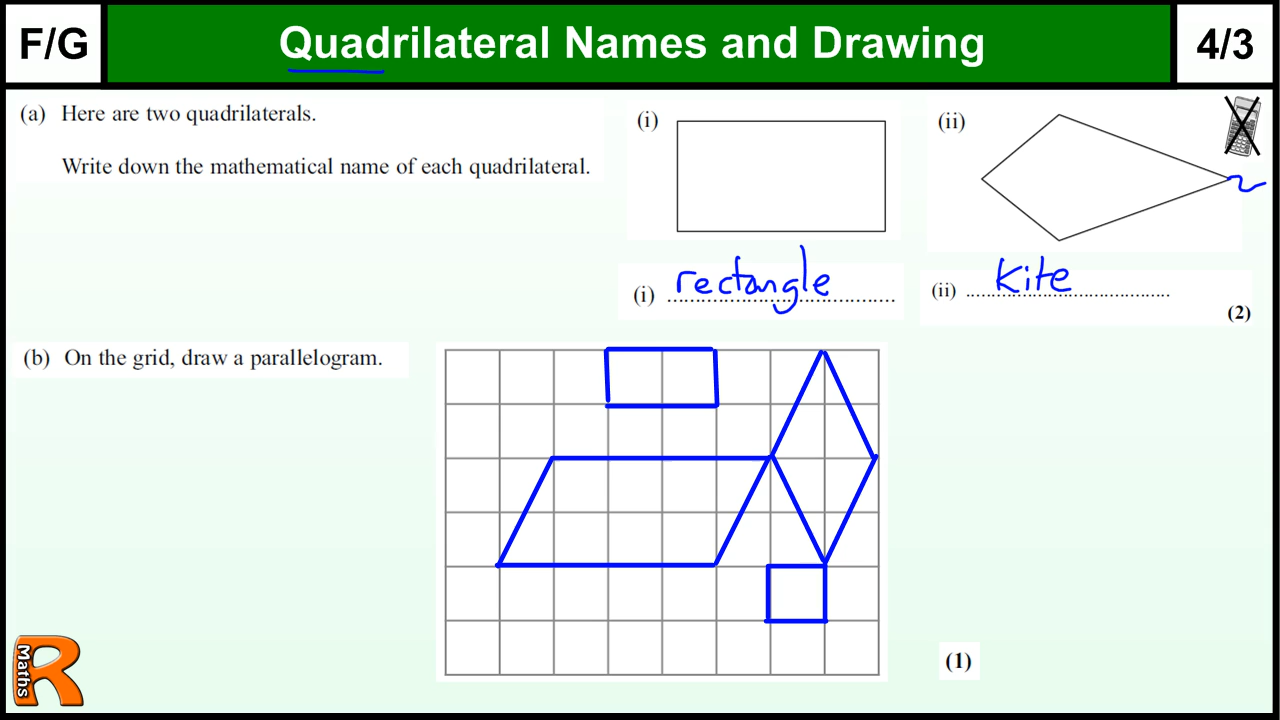 F/G
Quadrilateral Names and Drawing
4/3
(a) Here are two quadrilaterals.
Write down the mathematical name of each quadrilateral.
(i)
(ii)
(i) rectangle
(ii) kite
(2)
(b) On the grid, draw a parallelogram.
(1)
R
Maths